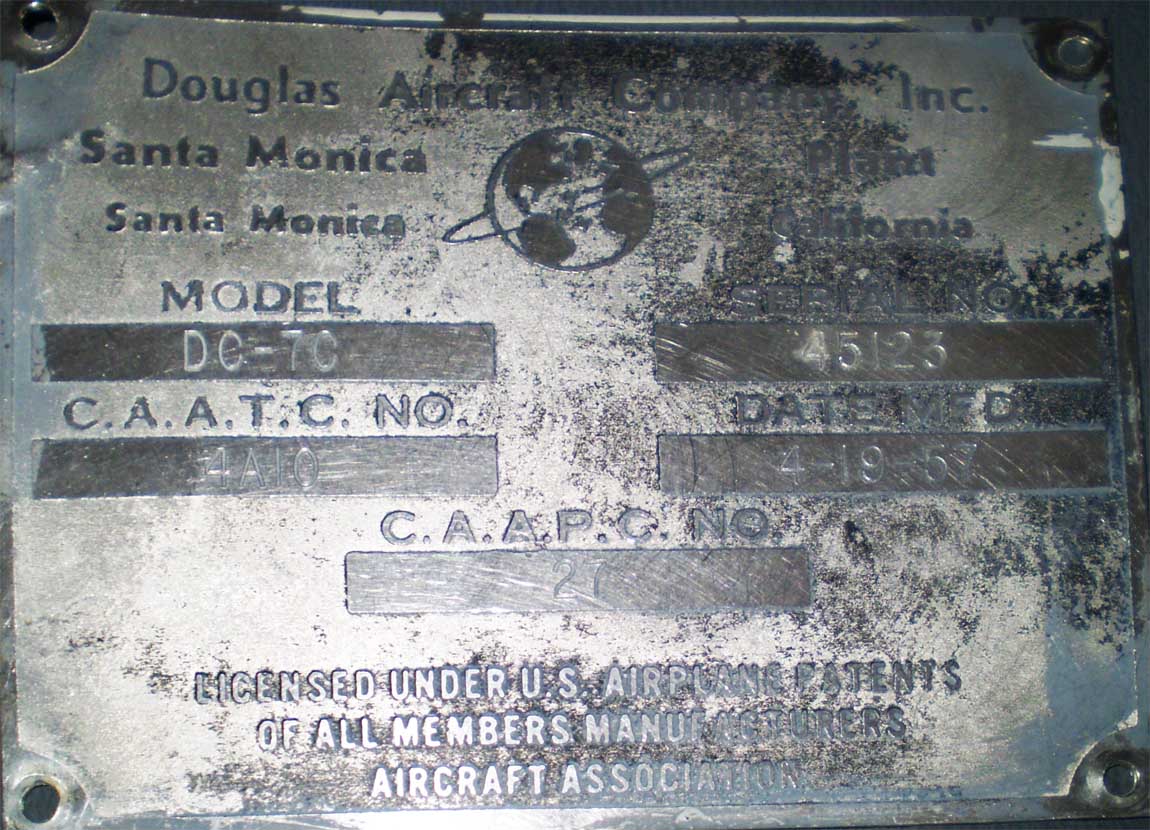 Douglas Aircraft Company, Inc.
Santa Monica Plant
Santa Monica California
MODEL SERIAL NO.
DC-7C 45123
C.A.A.T.C. NO. DATE MFD.
4A10 4-19-57
C.A.A.P.C. NO.
27
LICENSED UNDER U.S. AIRPLANE PATENTS
OF ALL MEMBERS MANUFACTURERS
AIRCRAFT ASSOCIATION